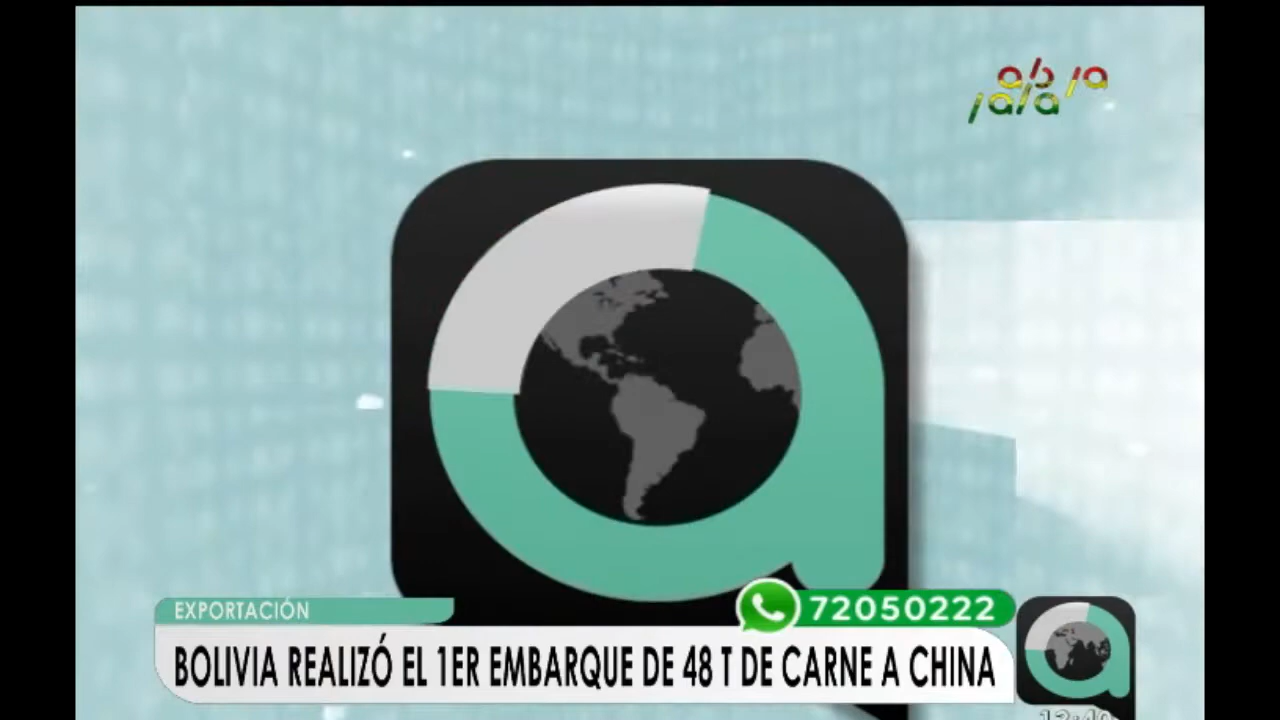 abya
yala
EXPORTACIÓN
72050222
BOLIVIA REALIZÓ EL 1ER EMBARQUE DE 48 T DE CARNE A CHINA